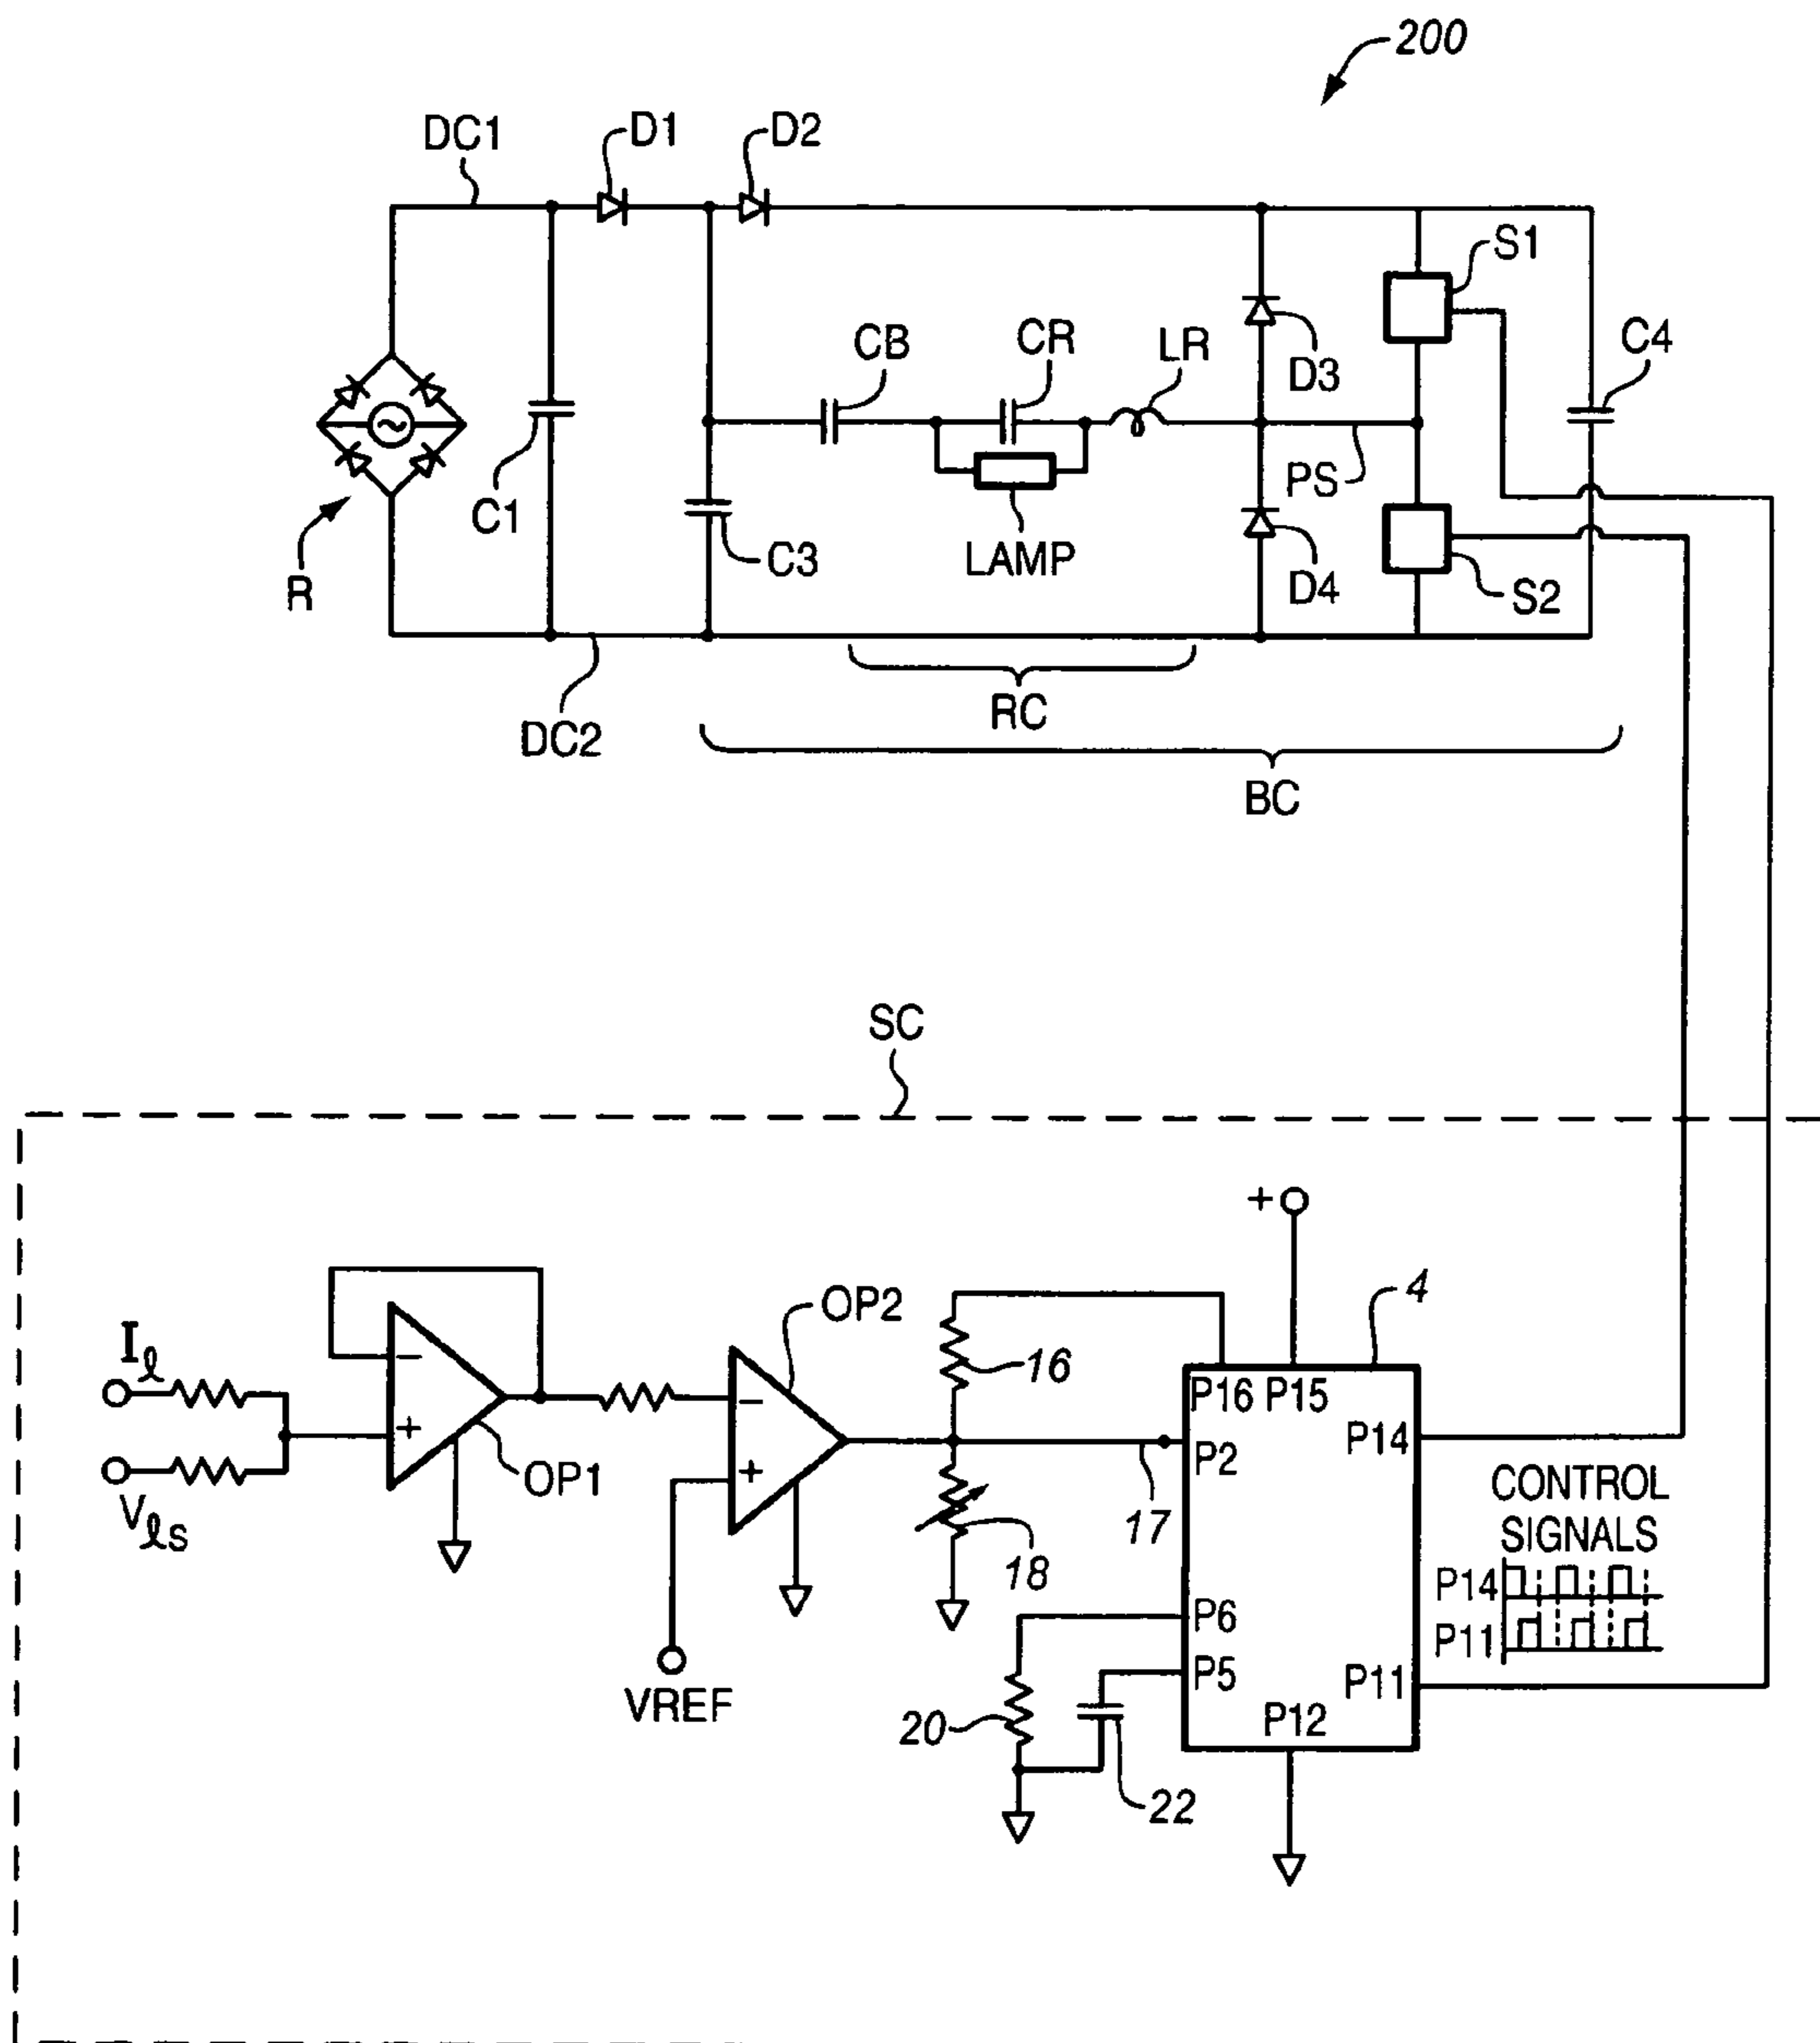 200
DC1
D1
D2
S1
CB
CR
LR
C4
D3
PS
C1
R
C3
LAMP
D4
S2
DC2
RC
BC
SC
+
4
OP2
Iℓ
16
P16 P15
−
+
OP1
−
+
P2
P14
VℓS
17
18
CONTROL
SIGNALS
P14
P11
P6
P5
P11
VREF
20
P12
22